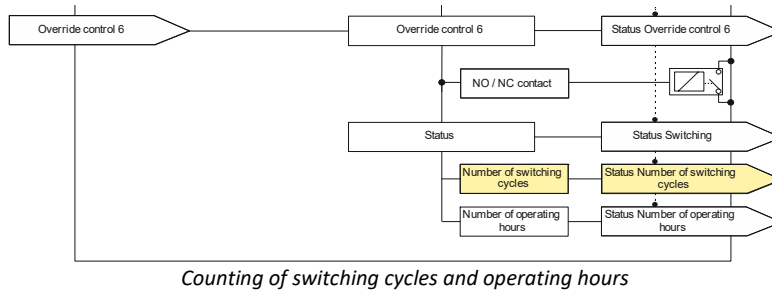 Override control 6
Override control 6
Status Override control 6
NO / NC contact
Status
Status Switching
Number of switching
cycles
Status Number of switching
cycles
Number of operating
hours
Status Number of operating
hours
Counting of switching cycles and operating hours